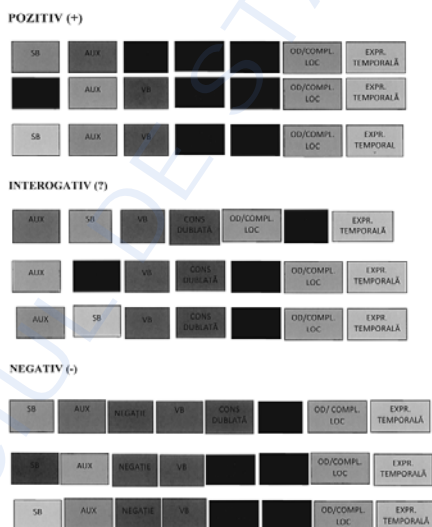 POZITIV (+)
SB AUX OD/COMPL. LOC EXPR. TEMPORALĂ
AUX VB OD/COMPL. LOC EXPR. TEMPORALĂ
SB AUX VB OD/COMPL. LOC EXPR. TEMPORAL
INTEROGATIV (?)
AUX SB VB CONS DUBLATĂ OD/COMPL. LOC EXPR. TEMPORALĂ
AUX VB CONS DUBLATĂ OD/COMPL. LOC EXPR. TEMPORALĂ
AUX SB VB CONS DUBLATĂ OD/COMPL. LOC EXPR. TEMPORALĂ
NEGATIV (-)
SB AUX NEGAȚIE VB CONS DUBLATĂ OD/COMPL. LOC EXPR. TEMPORALĂ
SB AUX NEGAȚIE VB OD/COMPL. LOC EXPR. TEMPORALĂ
SB AUX NEGAȚIE VB OD/COMPL. LOC EXPR. TEMPORALĂ